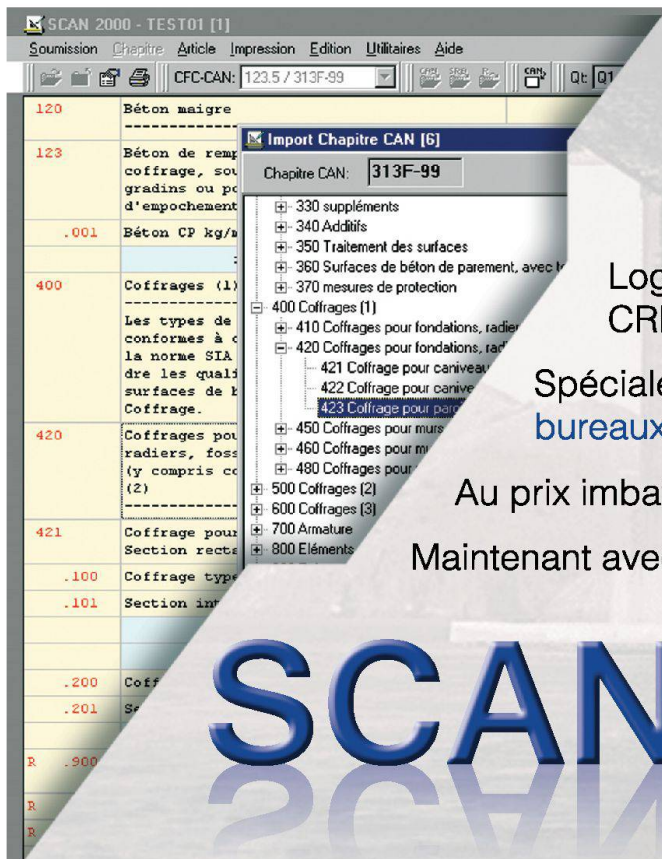 SCAN 2000 - TEST01 [1]
Soumission Chapitre Article Impression Edition Utilitaires Aide
CFC-CAN: 123.5 / 313F-99 CAN Qt: Q1
120 Béton maigre
123 Béton de remp
coffrage, sou
gradins ou po
d'empochement
.001 Béton CP kg/m
400 Coffrages (1)
Les types de
conformes à
la norme SIA
dre les quali
surfaces de b
Coffrage.
420 Coffrages pou
radiers, foss
(y compris co
(2)
421 Coffrage pour
Section recta
.100 Coffrage type
.101 Section int
.200 Coff
.201 Se
R .900
R
R
Import Chapitre CAN [6]
Chapitre CAN: 313F-99
330 suppléments
340 Additifs
350 Traitement des surfaces
360 Surfaces de béton de parement, avec
370 mesures de protection
400 Coffrages (1)
410 Coffrages pour fondations, radie
420 Coffrages pour fondations, rad
421 Coffrage pour caniveau
422 Coffrage pour canive
423 Coffrage pour paro
450 Coffrages pour murs
460 Coffrages pour mu
480 Coffrages pour
500 Coffrages (2)
600 Coffrages (3)
700 Armature
800 Eléments
Log
CR
Spéciale
bureaux
Au prix imba
Maintenant ave
SCAN